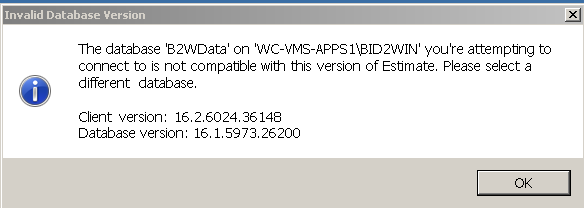 Invalid Database Version
The database 'B2WData' on 'WC-VMS-APPS1\BID2WIN' you're attempting to
connect to is not compatible with this version of Estimate. Please select a
different database.
Client version: 16.2.6024.36148
Database version: 16.1.5973.26200
OK